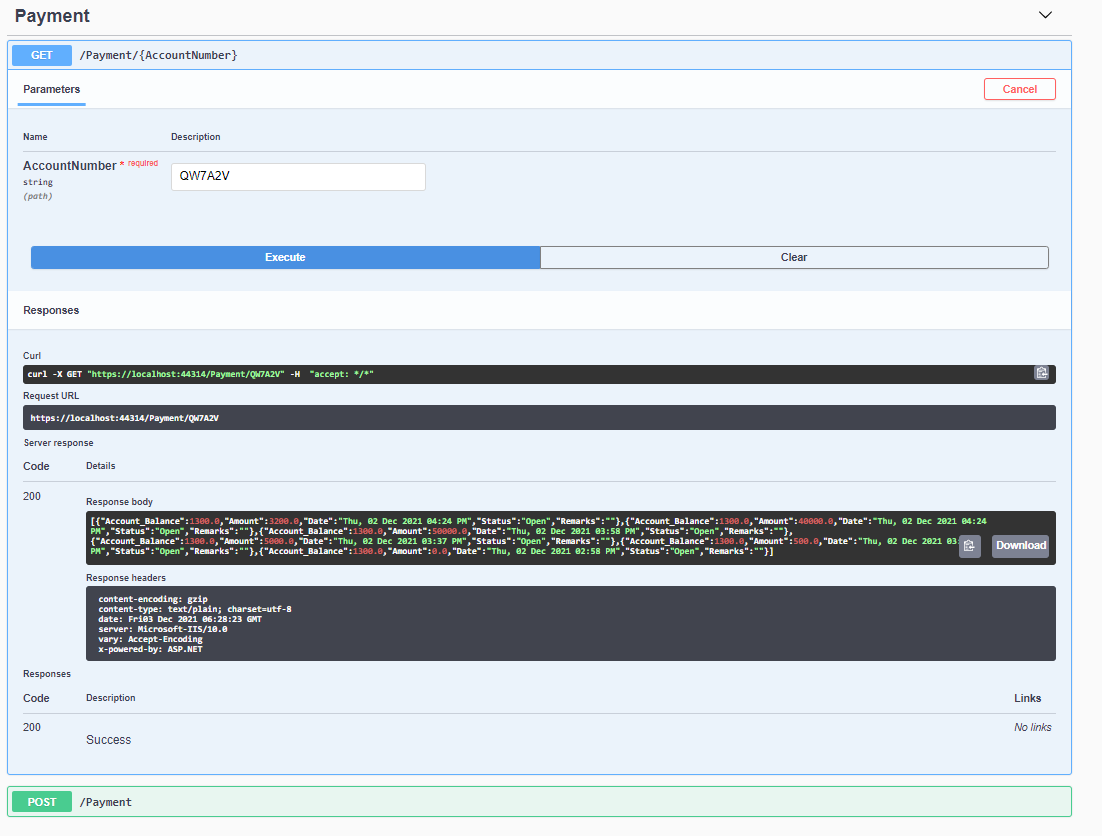 Payment
GET /Payment/{AccountNumber}
Parameters Cancel
Name Description
AccountNumber * required
string
(path)
QW7A2V
Execute Clear
Responses
Curl
curl -X GET "https://localhost:44314/Payment/QW7A2V" -H  "accept: */*"
Request URL
https://localhost:44314/Payment/QW7A2V
Server response
Code Details
200
Response body
[{"Account_Balance":1300.0,"Amount":3200.0,"Date":"Thu, 02 Dec 2021 04:24 PM","Status":"Open","Remarks":""},{"Account_Balance":1300.0,"Amount":40000.0,"Date":"Thu, 02 Dec 2021 04:24
PM","Status":"Open","Remarks":""},{"Account_Balance":1300.0,"Amount":50000.0,"Date":"Thu, 02 Dec 2021 03:58 PM","Status":"Open","Remarks":""},
{"Account_Balance":1300.0,"Amount":5000.0,"Date":"Thu, 02 Dec 2021 03:37 PM","Status":"Open","Remarks":""},{"Account_Balance":1300.0,"Amount":500.0,"Date":"Thu, 02 Dec 2021 03:
PM","Status":"Open","Remarks":""},{"Account_Balance":1300.0,"Amount":0.0,"Date":"Thu, 02 Dec 2021 02:58 PM","Status":"Open","Remarks":""}]
Download
Response headers
content-encoding: gzip
content-type: text/plain; charset=utf-8
date: Fri03 Dec 2021 06:28:23 GMT
server: Microsoft-IIS/10.0
vary: Accept-Encoding
x-powered-by: ASP.NET
Responses
Code Description Links
200
Success
No links
POST /Payment